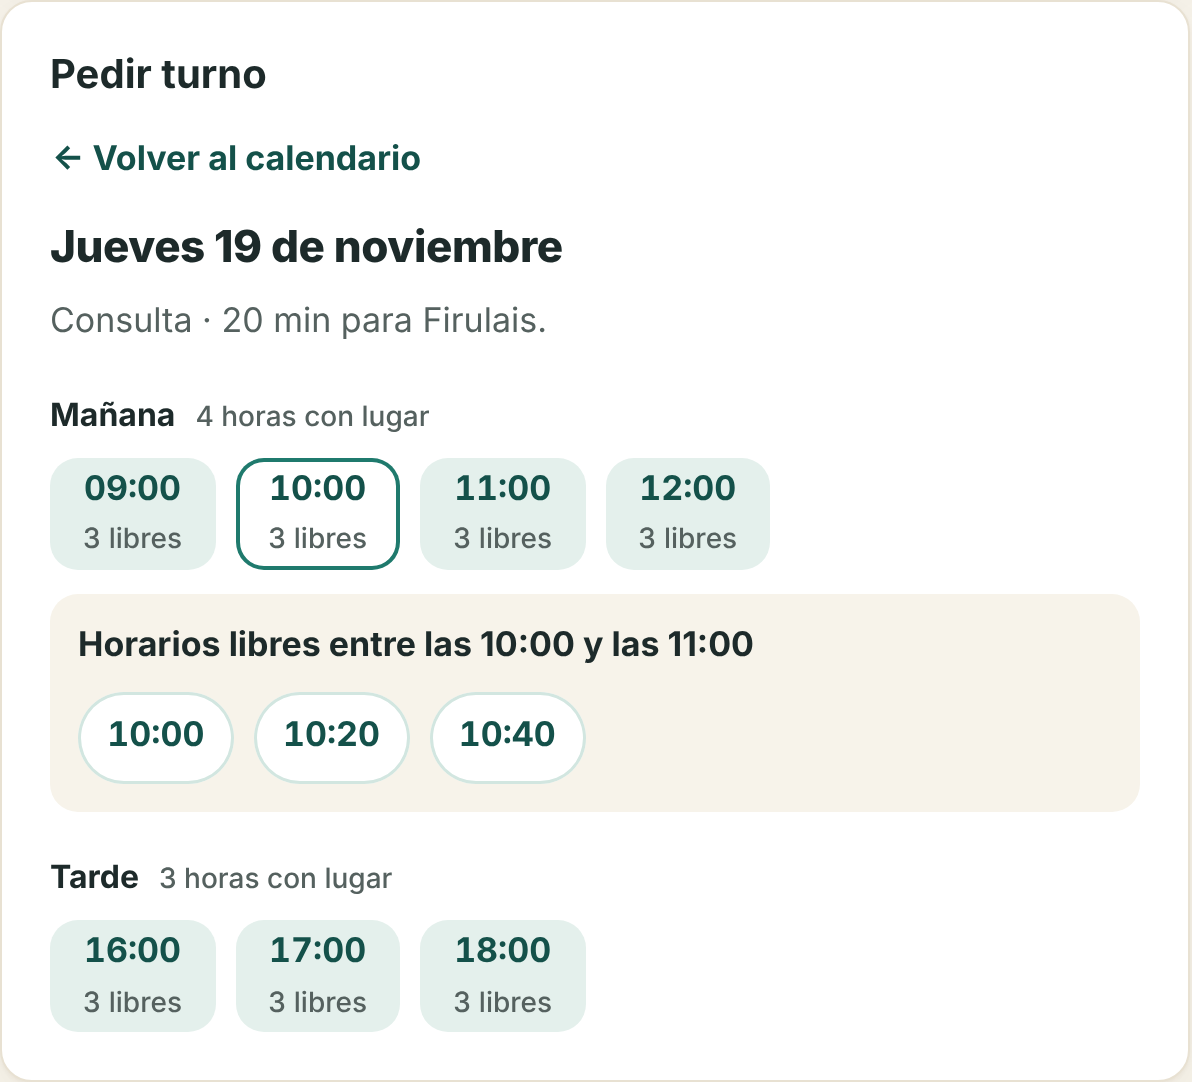 Pedir turno
← Volver al calendario
Jueves 19 de noviembre
Consulta · 20 min para Firulais.
Mañana 4 horas con lugar
09:00 10:00 11:00 12:00
3 libres 3 libres 3 libres 3 libres
Horarios libres entre las 10:00 y las 11:00
10:00 10:20 10:40
Tarde 3 horas con lugar
16:00 17:00 18:00
3 libres 3 libres 3 libres